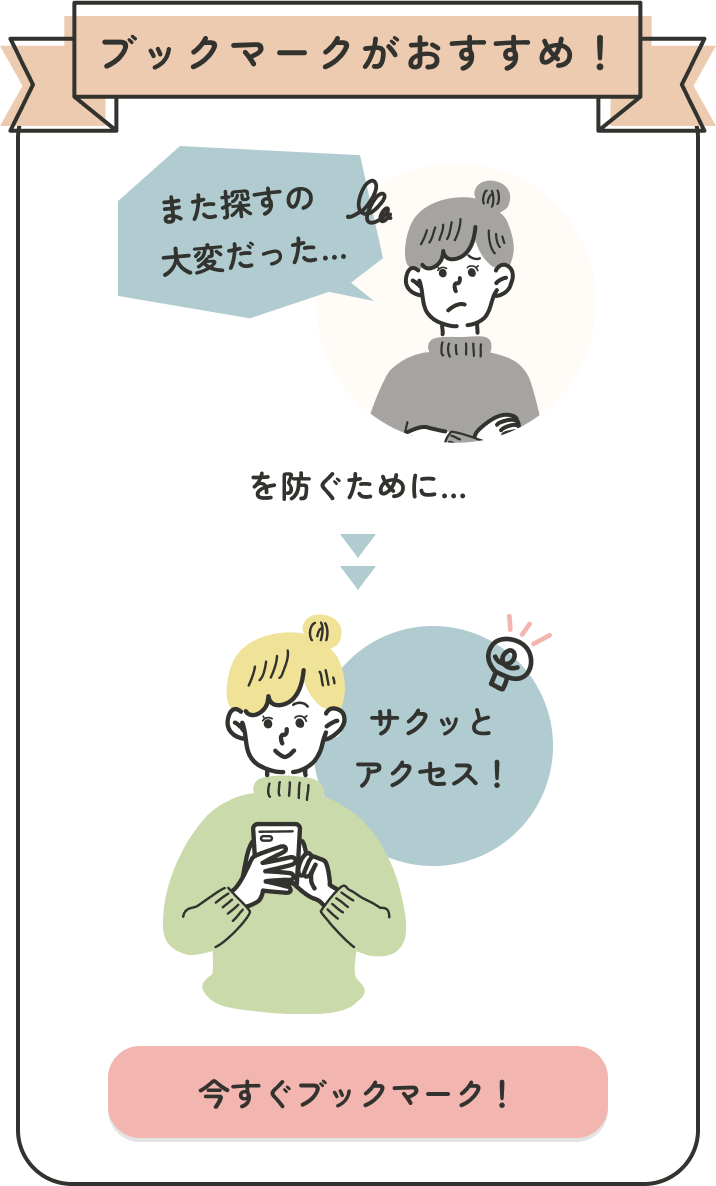 ブックマークがおすすめ！
また探すの
大変だった…
を防ぐために…
サクッと
アクセス！
今すぐブックマーク！